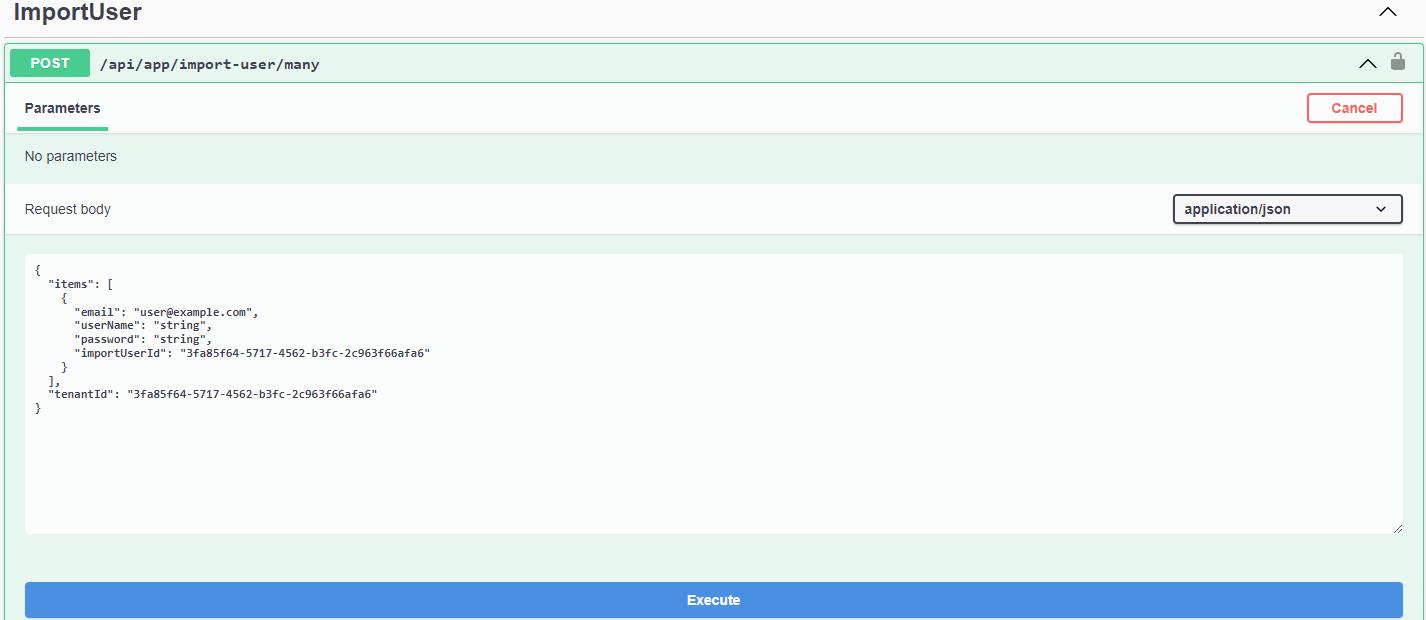 ImportUser
POST /api/app/import-user/many
Parameters
Cancel
No parameters
Request body
application/json
{
  "items": [
    {
      "email": "user@example.com",
      "userName": "string",
      "password": "string",
      "importUserId": "3fa85f64-5717-4562-b3fc-2c963f66afa6"
    }
  ],
  "tenantId": "3fa85f64-5717-4562-b3fc-2c963f66afa6"
}
Execute